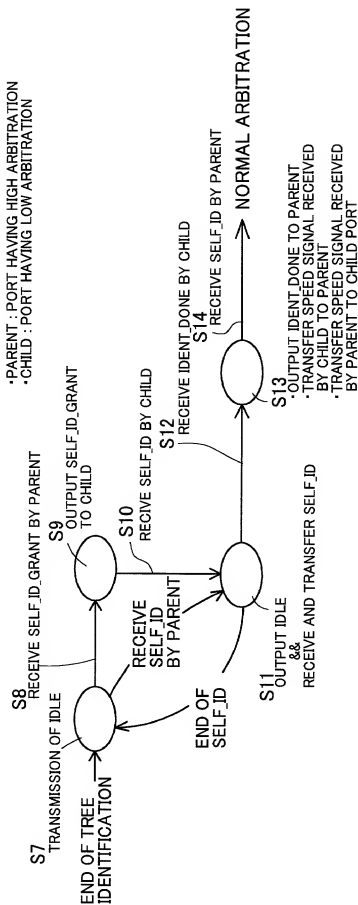 ·PARENT : PORT HAVING HIGH ARBITRATION
·CHILD : PORT HAVING LOW ARBITRATION
S7
TRANSMISSION OF IDLE
END OF TREE
IDENTIFICATION
S8
RECEIVE SELF_ID_GRANT BY PARENT
S9
OUTPUT SELF_ID_GRANT
TO CHILD
S10
RECIVE SELF_ID BY CHILD
RECEIVE
SELF_ID
BY PARENT
END OF
SELF_ID
S11
OUTPUT IDLE
&&
RECEIVE AND TRANSFER SELF_ID
S12
RECEIVE IDENT_DONE BY CHILD
S13
·OUTPUT IDENT_DONE TO PARENT
·TRANSFER SPEED SIGNAL RECEIVED
BY CHILD TO PARENT
·TRANSFER SPEED SIGNAL RECEIVED
BY PARENT TO CHILD PORT
S14
RECEIVE SELF_ID BY PARENT
NORMAL ARBITRATION